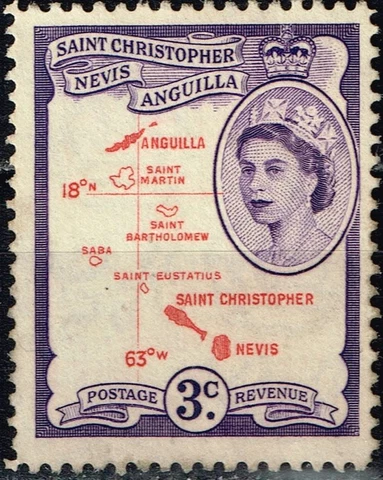 SAINT CHRISTOPHER
NEVIS
ANGUILLA
ANGUILLA
SAINT
MARTIN
18°N
SAINT
BARTHOLOMEW
SABA
SAINT EUSTATIUS
SAINT CHRISTOPHER
NEVIS
63°W
POSTAGE 3c REVENUE